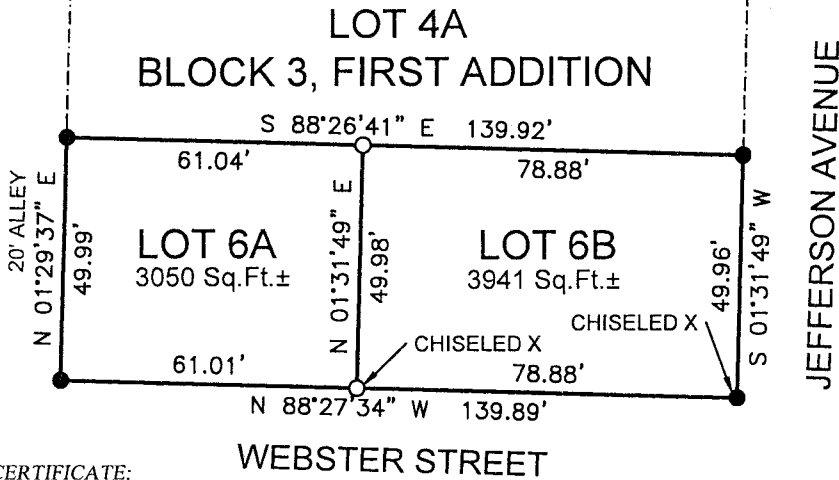 LOT 4A
BLOCK 3, FIRST ADDITION
S 88°26'41" E 139.92'
61.04'
78.88'
20' ALLEY
N 01°29'37" E
49.99'
LOT 6A
3050 Sq.Ft.±
N 01°31'49" E
49.98'
LOT 6B
3941 Sq.Ft.±
49.96'
S 01°31'49" W
JEFFERSON AVENUE
CHISELED X
CHISELED X
61.01'
78.88'
N 88°27'34" W 139.89'
WEBSTER STREET
CERTIFICATE: